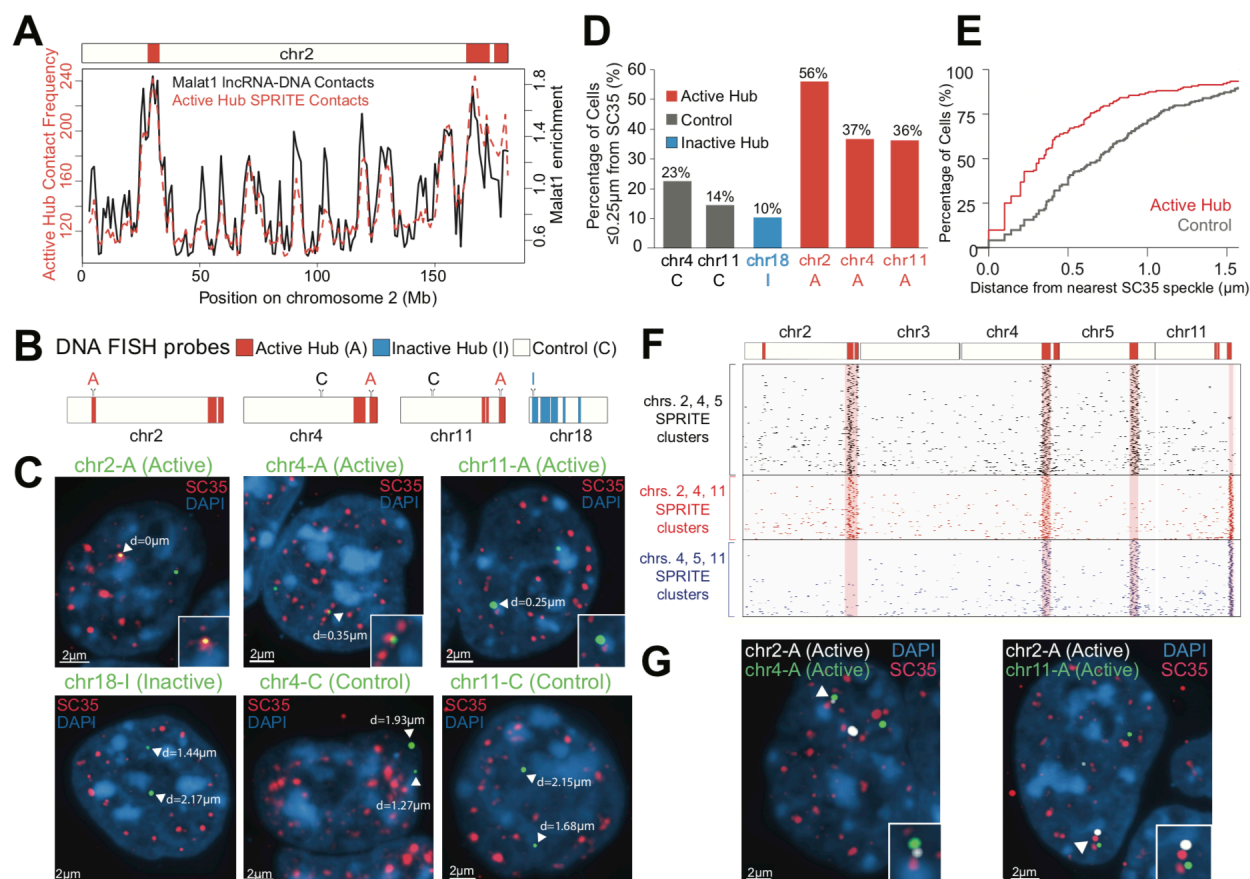 A
chr2
Malat1 lncRNA-DNA Contacts
Active Hub SPRITE Contacts
Acttive Hub Contact Frequency
240
200
160
120
1.8
1.4
1.0
0.6
Malat1 enrichment
0
50
100
150
Position on chromosome 2 (Mb)
D
Percentage of Cells
≤0.25µm from SC35 (%)
60
50
40
30
20
10
0
Active Hub
Control
Inactive Hub
23%
14%
10%
56%
37%
36%
chr4 chr11 chr18 chr2 chr4 chr11
C C I A A A
E
Percentage of Cells (%)
100
75
50
25
0
Active Hub
Control
0.0 0.5 1.0 1.5
Distance from nearest SC35 speckle (µm)
B
DNA FISH probes Active Hub (A) Inactive Hub (I) Control (C)
A C A C A I
chr2 chr4 chr11 chr18
C
chr2-A (Active)
SC35
DAPI
d=0µm
2µm
chr4-A (Active)
SC35
DAPI
d=0.35µm
2µm
chr11-A (Active)
SC35
DAPI
d=0.25µm
2µm
chr18-I (Inactive)
SC35
DAPI
d=1.44µm
d=2.17µm
2µm
chr4-C (Control)
SC35
DAPI
d=1.93µm
d=1.27µm
2µm
chr11-C (Control)
SC35
DAPI
d=2.15µm
d=1.68µm
2µm
F
chr2 chr3 chr4 chr5 chr11
chrs. 2, 4, 5
SPRITE
clusters
chrs. 2, 4, 11
SPRITE
clusters
chrs. 4, 5, 11
SPRITE
clusters
G
chr2-A (Active) DAPI
chr4-A (Active) SC35
2µm
chr2-A (Active) DAPI
chr11-A (Active) SC35
2µm